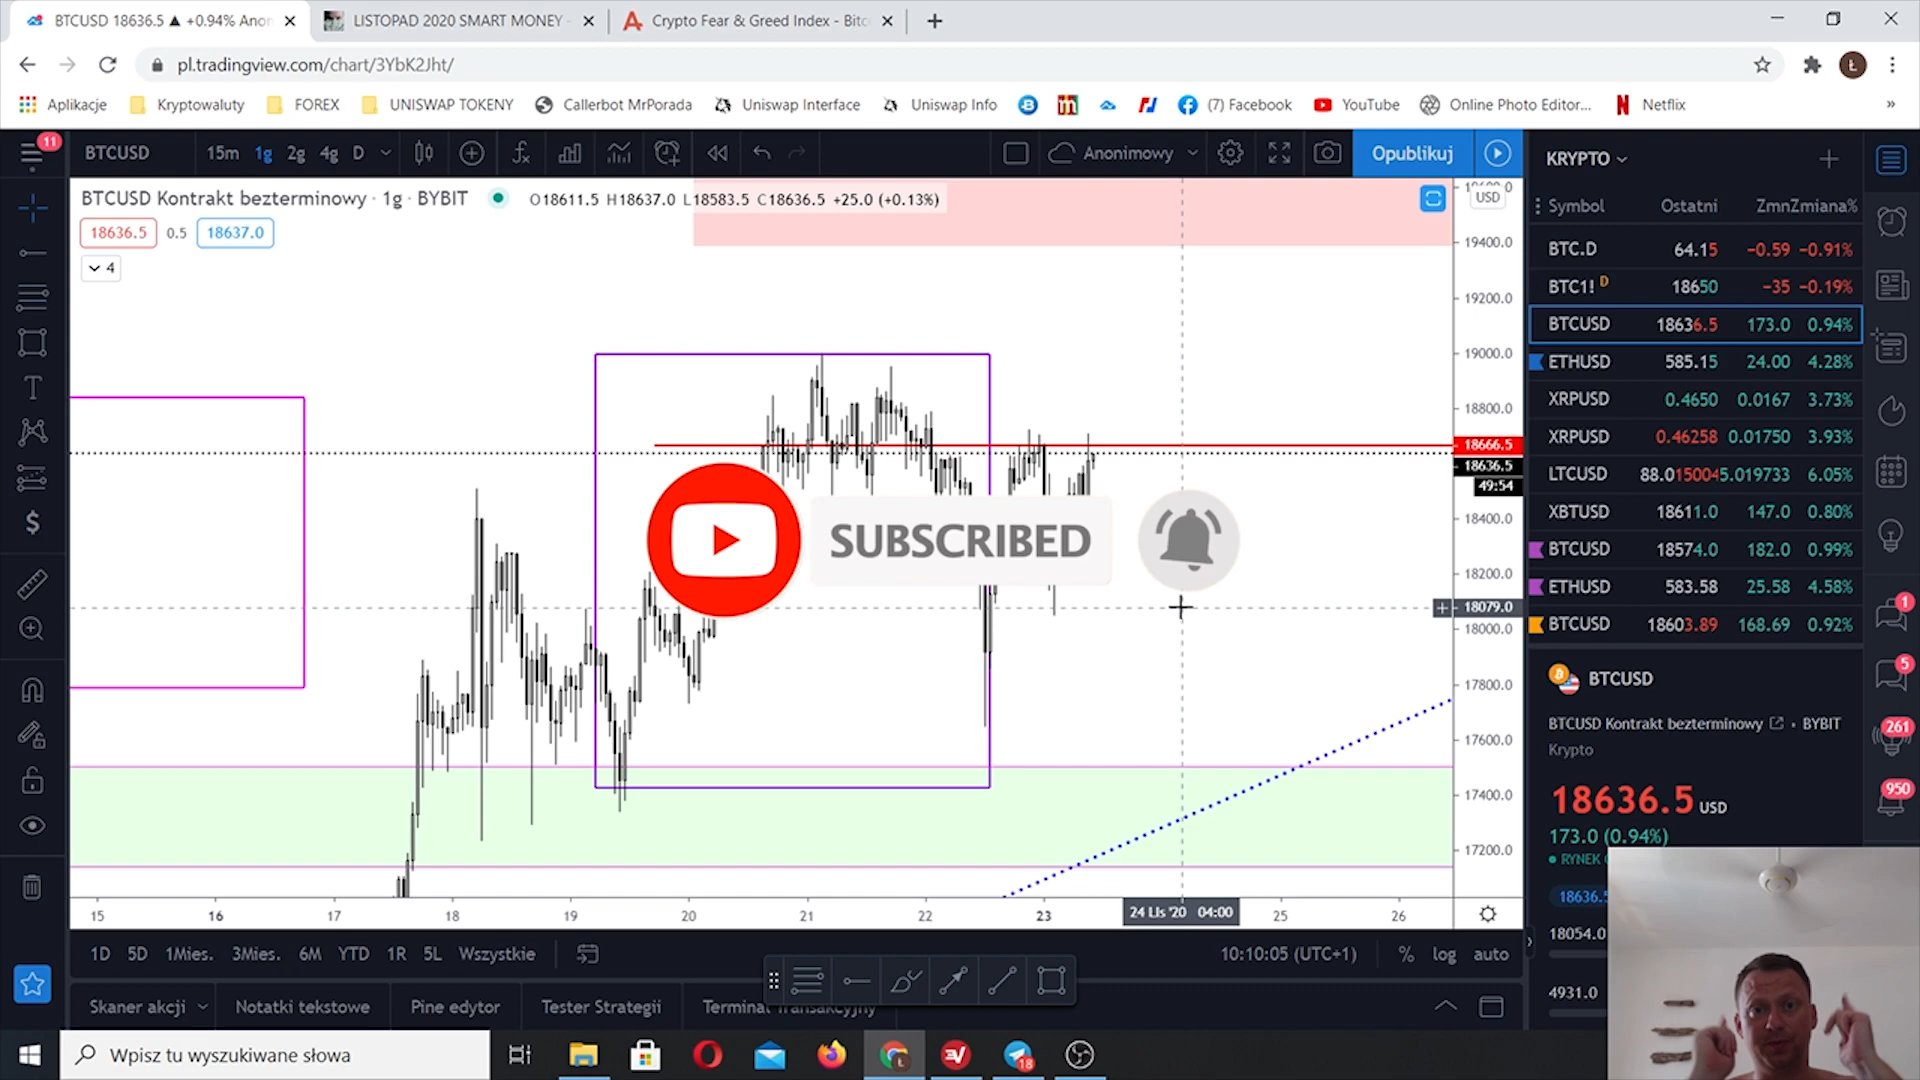 BTCUSD 18636.5 ▲ +0.94% Anon
LISTOPAD 2020 SMART MONEY -
Crypto Fear & Greed Index - Bitc
pl.tradingview.com/chart/3YbK2Jht/
Ł
Aplikacje
Kryptowaluty
FOREX
UNISWAP TOKENY
Callerbot MrPorada
Uniswap Interface
Uniswap Info
(7) Facebook
YouTube
Online Photo Editor...
Netflix
»
11
BTCUSD
15m 1g 2g 4g D
Anonimowy
Opublikuj
KRYPTO
BTCUSD Kontrakt bezterminowy · 1g · BYBIT
O18611.5 H18637.0 L18583.5 C18636.5 +25.0 (+0.13%)
18636.5 0.5 18637.0
4
USD
19400.0
19200.0
19000.0
18800.0
18666.5
18636.5
49:54
18400.0
18200.0
18079.0
18000.0
17800.0
17600.0
17400.0
17200.0
SUBSCRIBED
Symbol Ostatni ZmnZmiana%
BTC.D 64.15 −0.59 −0.91%
BTC1! D 18650 −35 −0.19%
BTCUSD 18636.5 173.0 0.94%
ETHUSD 585.15 24.00 4.28%
XRPUSD 0.4650 0.0167 3.73%
XRPUSD 0.46258 0.01750 3.93%
LTCUSD 88.0150045.019733 6.05%
XBTUSD 18611.0 147.0 0.80%
BTCUSD 18574.0 182.0 0.99%
ETHUSD 583.58 25.58 4.58%
BTCUSD 18603.89 168.69 0.92%
BTCUSD
BTCUSD Kontrakt bezterminowy · BYBIT
Krypto
18636.5 USD
173.0 (0.94%)
RYNEK
18636.5
18054.0
4931.0
1
5
261
950
15 16 17 18 19 20 21 22 23 24 Lis '20 04:00 25 26
1D 5D 1Mies. 3Mies. 6M YTD 1R 5L Wszystkie
10:10:05 (UTC+1) % log auto
Skaner akcji
Notatki tekstowe
Pine edytor
Tester Strategii
Terminal Transakcyjny
Wpisz tu wyszukiwane słowa
18